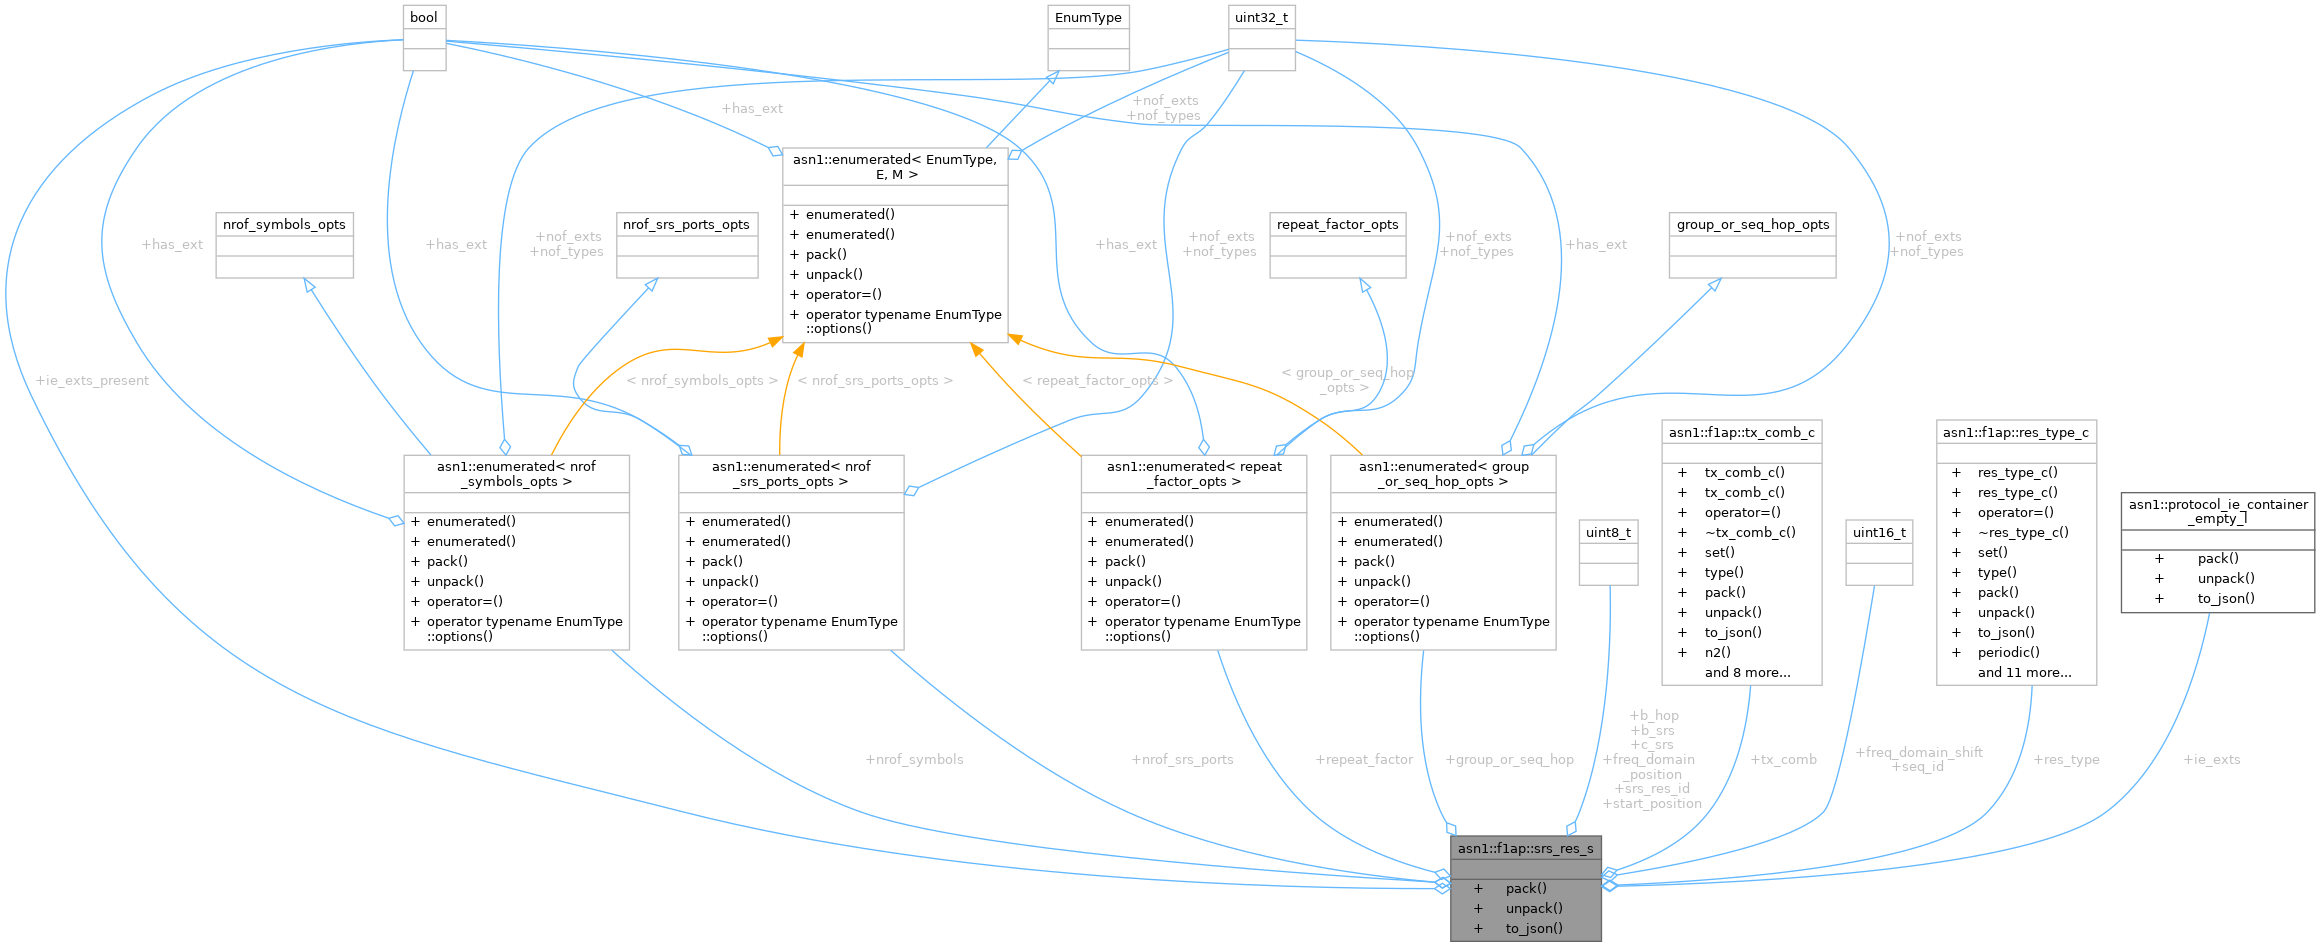 bool
EnumType
uint32_t
+has_ext
+nof_exts
+nof_types
asn1::enumerated< EnumType,
E, M >
+ enumerated()
+ enumerated()
+ pack()
+ unpack()
+ operator=()
+ operator typename EnumType
::options()
nrof_symbols_opts
nrof_srs_ports_opts
repeat_factor_opts
group_or_seq_hop_opts
+has_ext
+has_ext
+nof_exts
+nof_types
+has_ext
+nof_exts
+nof_types
+nof_exts
+nof_types
+has_ext
+nof_exts
+nof_types
+ie_exts_present
< nrof_symbols_opts >
< nrof_srs_ports_opts >
< repeat_factor_opts >
< group_or_seq_hop
_opts >
asn1::enumerated< nrof
_symbols_opts >
+ enumerated()
+ enumerated()
+ pack()
+ unpack()
+ operator=()
+ operator typename EnumType
::options()
asn1::enumerated< nrof
_srs_ports_opts >
+ enumerated()
+ enumerated()
+ pack()
+ unpack()
+ operator=()
+ operator typename EnumType
::options()
asn1::enumerated< repeat
_factor_opts >
+ enumerated()
+ enumerated()
+ pack()
+ unpack()
+ operator=()
+ operator typename EnumType
::options()
asn1::enumerated< group
_or_seq_hop_opts >
+ enumerated()
+ enumerated()
+ pack()
+ unpack()
+ operator=()
+ operator typename EnumType
::options()
uint8_t
asn1::f1ap::tx_comb_c
+ tx_comb_c()
+ tx_comb_c()
+ operator=()
+ ~tx_comb_c()
+ set()
+ type()
+ pack()
+ unpack()
+ to_json()
+ n2()
and 8 more...
uint16_t
asn1::f1ap::res_type_c
+ res_type_c()
+ res_type_c()
+ operator=()
+ ~res_type_c()
+ set()
+ type()
+ pack()
+ unpack()
+ to_json()
+ periodic()
and 11 more...
asn1::protocol_ie_container
_empty_l
+ pack()
+ unpack()
+ to_json()
+nrof_symbols
+nrof_srs_ports
+repeat_factor
+group_or_seq_hop
+b_hop
+b_srs
+c_srs
+freq_domain
_position
+srs_res_id
+start_position
+tx_comb
+freq_domain_shift
+seq_id
+res_type
+ie_exts
asn1::f1ap::srs_res_s
+ pack()
+ unpack()
+ to_json()